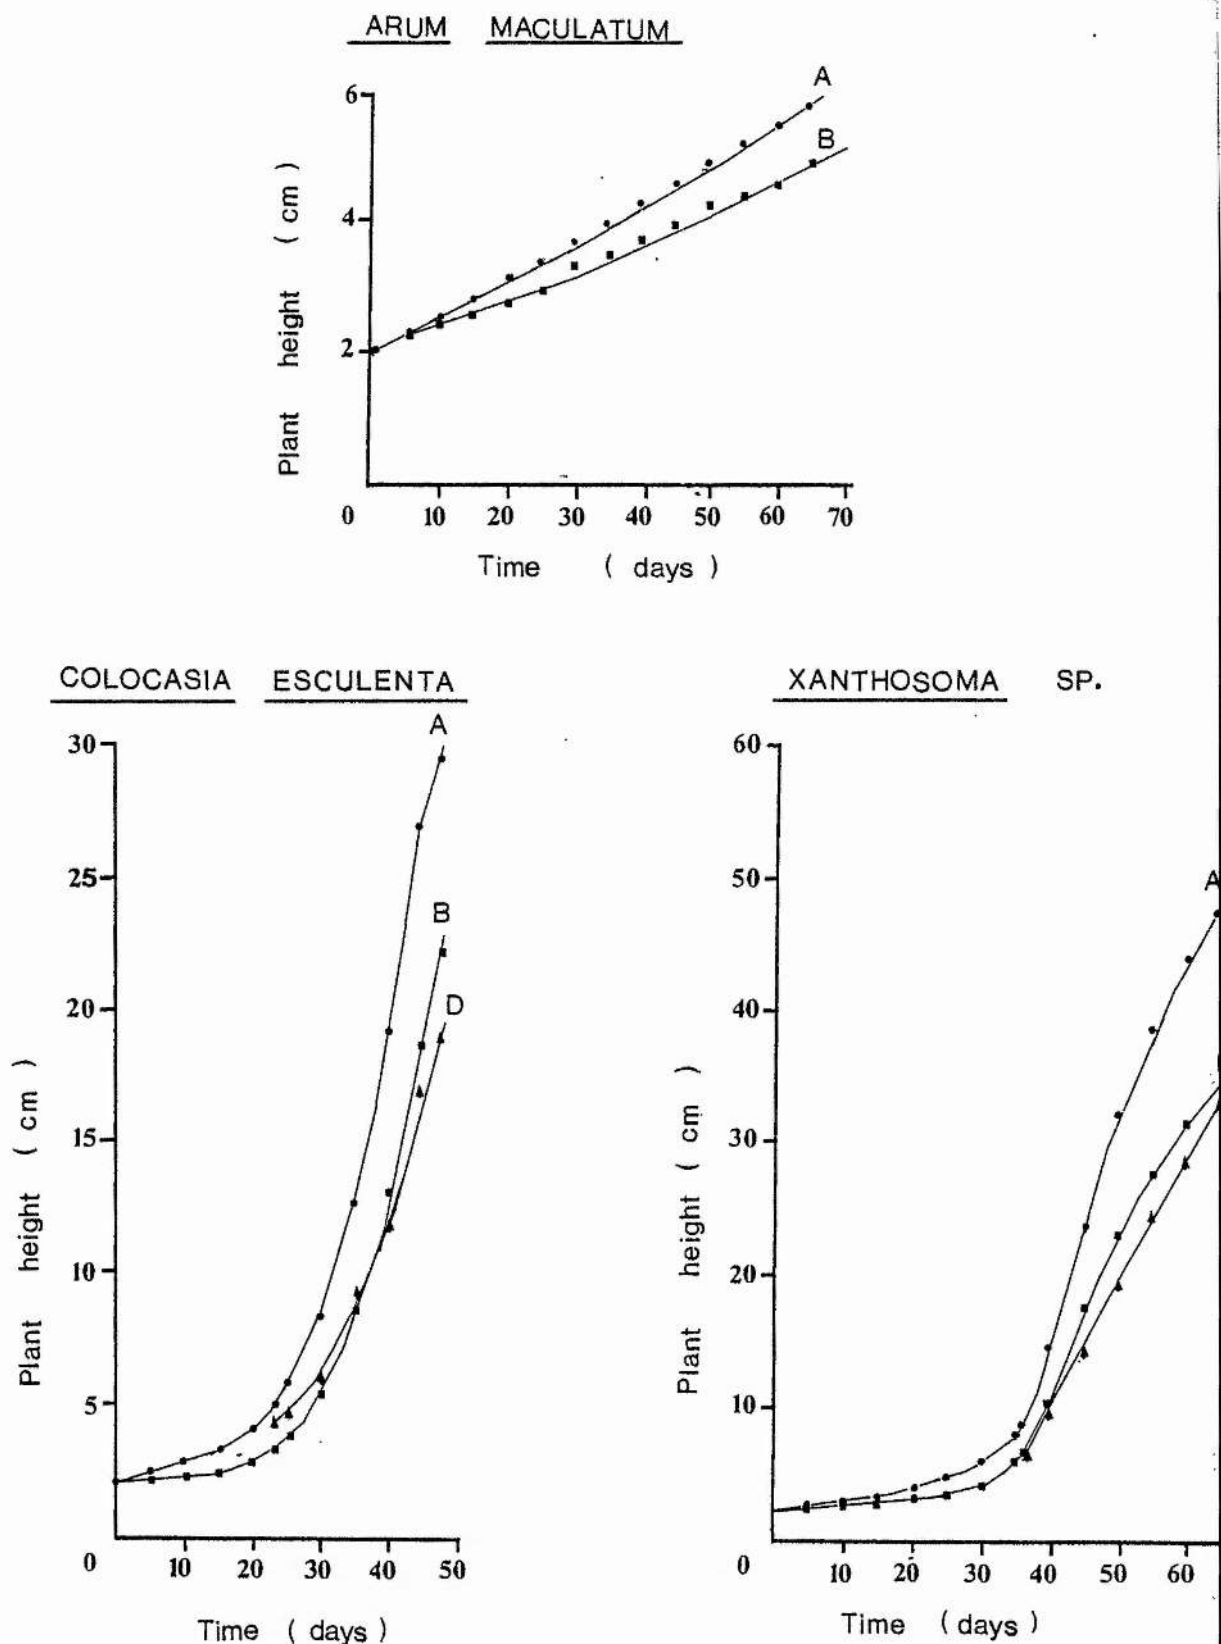 ARUM MACULATUM
A
B
6
4
2
Plant height ( cm )
0 10 20 30 40 50 60 70
Time ( days )
COLOCASIA ESCULENTA
A
B
D
30
25
20
15
10
5
Plant height ( cm )
0 10 20 30 40 50
Time ( days )
XANTHOSOMA SP.
A
60
50
40
30
20
10
Plant height ( cm )
0 10 20 30 40 50 60
Time ( days )